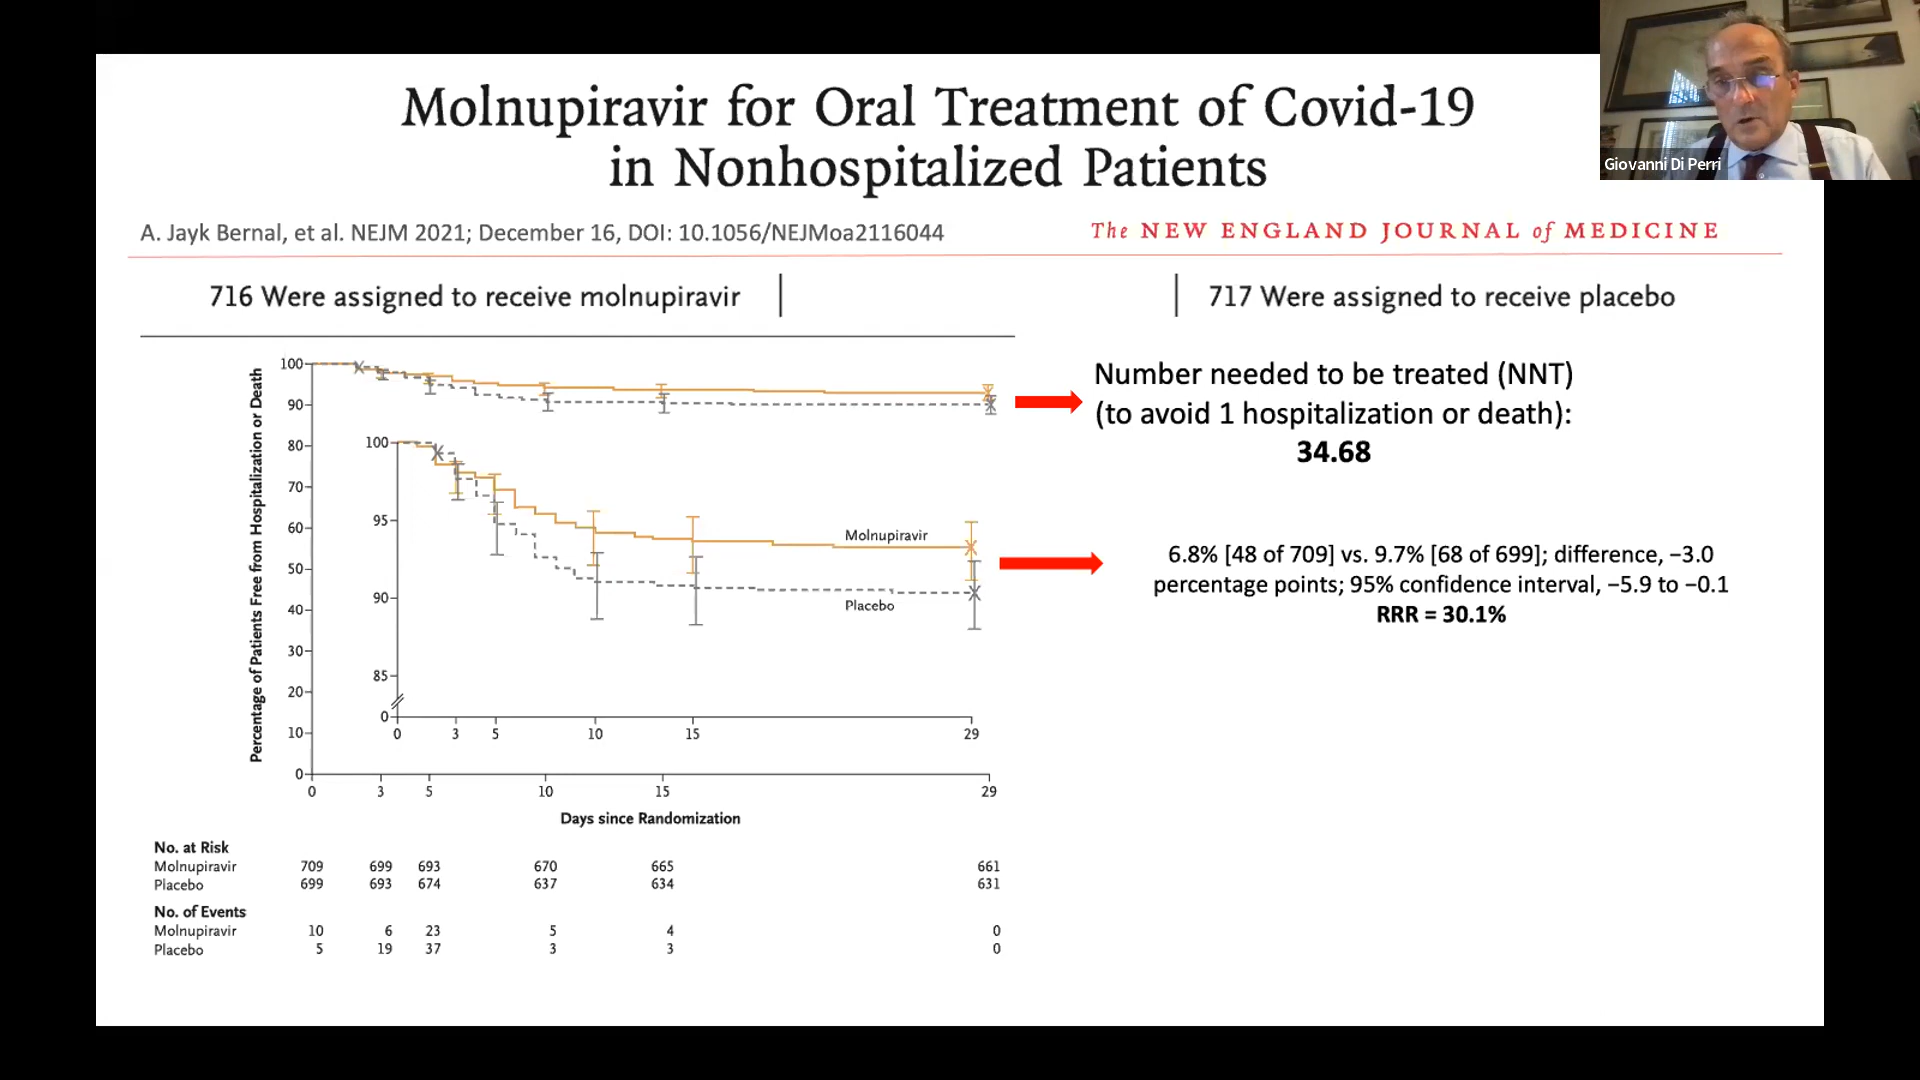 Molnupiravir for Oral Treatment of Covid-19
in Nonhospitalized Patients
Giovanni Di Perri
A. Jayk Bernal, et al. NEJM 2021; December 16, DOI: 10.1056/NEJMoa2116044
The NEW ENGLAND JOURNAL of MEDICINE
716 Were assigned to receive molnupiravir
717 Were assigned to receive placebo
Percentage of Patients Free from Hospitalization or Death
100
90
80
70
60
50
40
30
20
10
0
100
95
90
85
0
Molnupiravir
Placebo
0 3 5 10 15 29
0 3 5 10 15 29
Days since Randomization
Number needed to be treated (NNT)
(to avoid 1 hospitalization or death):
34.68
6.8% [48 of 709] vs. 9.7% [68 of 699]; difference, −3.0
percentage points; 95% confidence interval, −5.9 to −0.1
RRR = 30.1%
No. at Risk
Molnupiravir 709 699 693 670 665 661
Placebo 699 693 674 637 634 631
No. of Events
Molnupiravir 10 6 23 5 4 0
Placebo 5 19 37 3 3 0